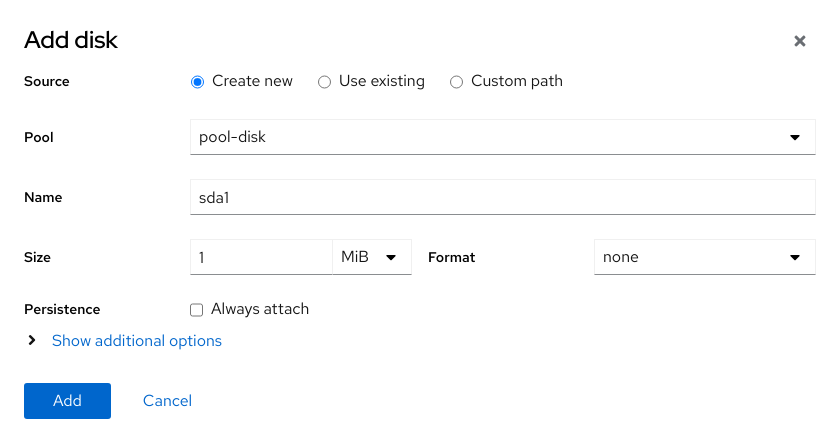 Add disk
Source Create new Use existing Custom path
Pool pool-disk
Name sda1
Size 1 MiB Format none
Persistence Always attach
Show additional options
Add Cancel